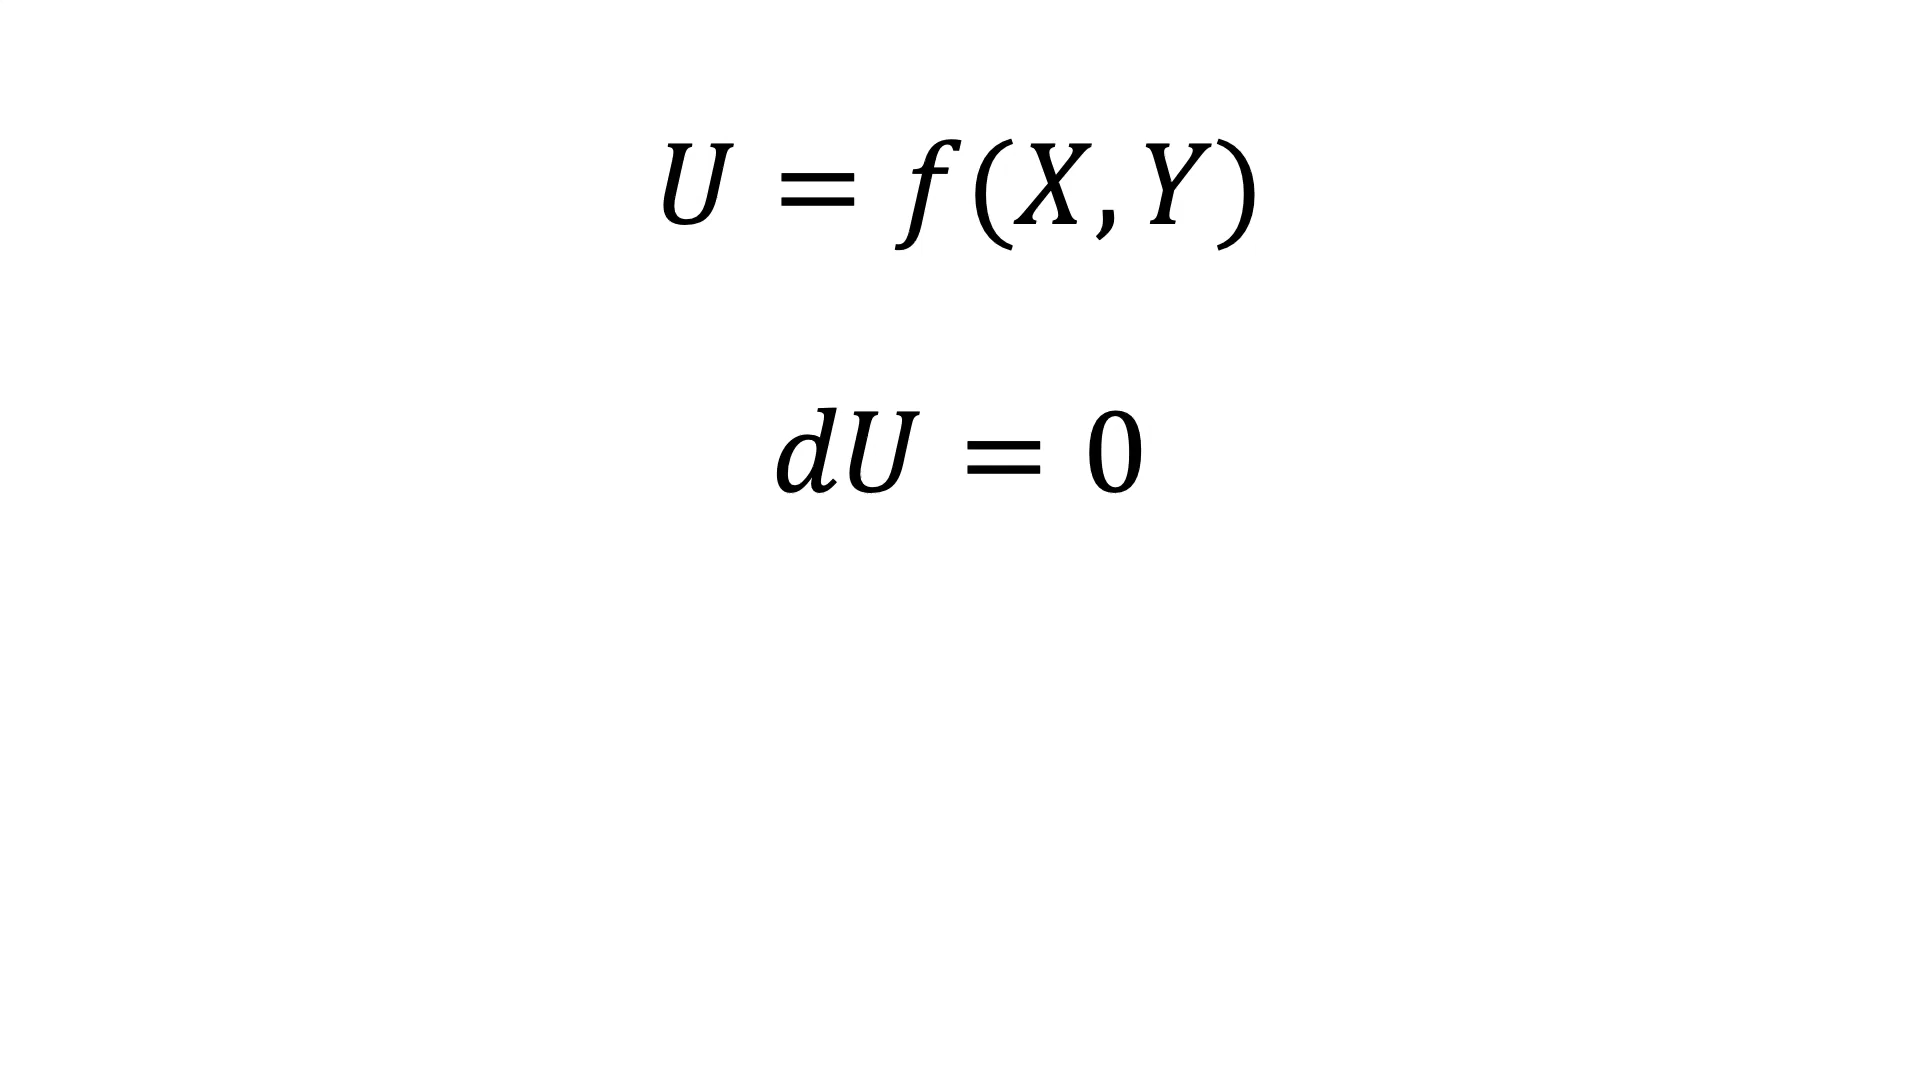 U = f(X, Y)
dU = 0